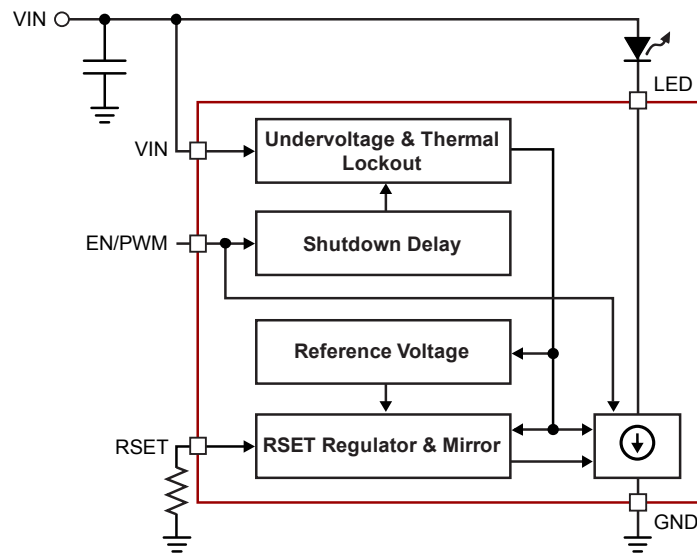 VIN
LED
VIN
Undervoltage & Thermal
Lockout
EN/PWM
Shutdown Delay
Reference Voltage
RSET
RSET Regulator & Mirror
GND